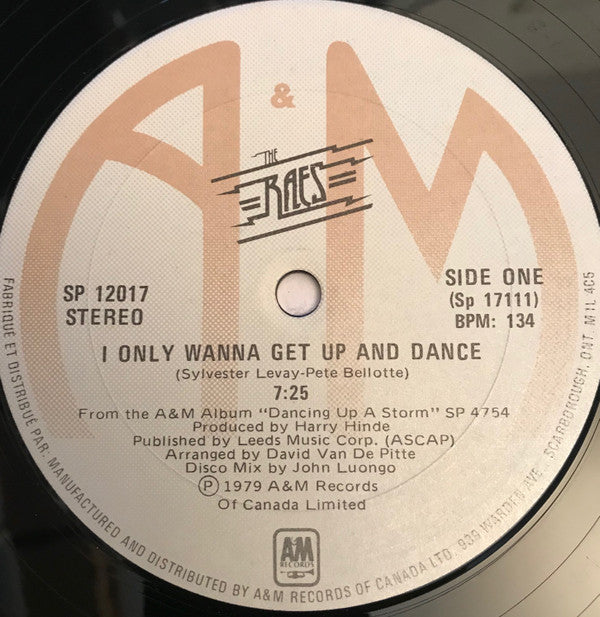 A & M
THE
RAES
SP 12017
STEREO
SIDE ONE
(Sp 17111)
BPM: 134
I ONLY WANNA GET UP AND DANCE
(Sylvester Levay-Pete Bellotte)
7:25
From the A&M Album "Dancing Up A Storm" SP 4754
Produced by Harry Hinde
Published by Leeds Music Corp. (ASCAP)
Arranged by David Van De Pitte
Disco Mix by John Luongo
Ⓟ 1979 A&M Records
Of Canada Limited
AM
RECORDS
FABRIQUÉ ET DISTRIBUÉ PAR: MANUFACTURED AND DISTRIBUTED BY A&M RECORDS OF CANADA LTD. 939 WARDEN AVE., SCARBOROUGH, ONT. M1L 4C5